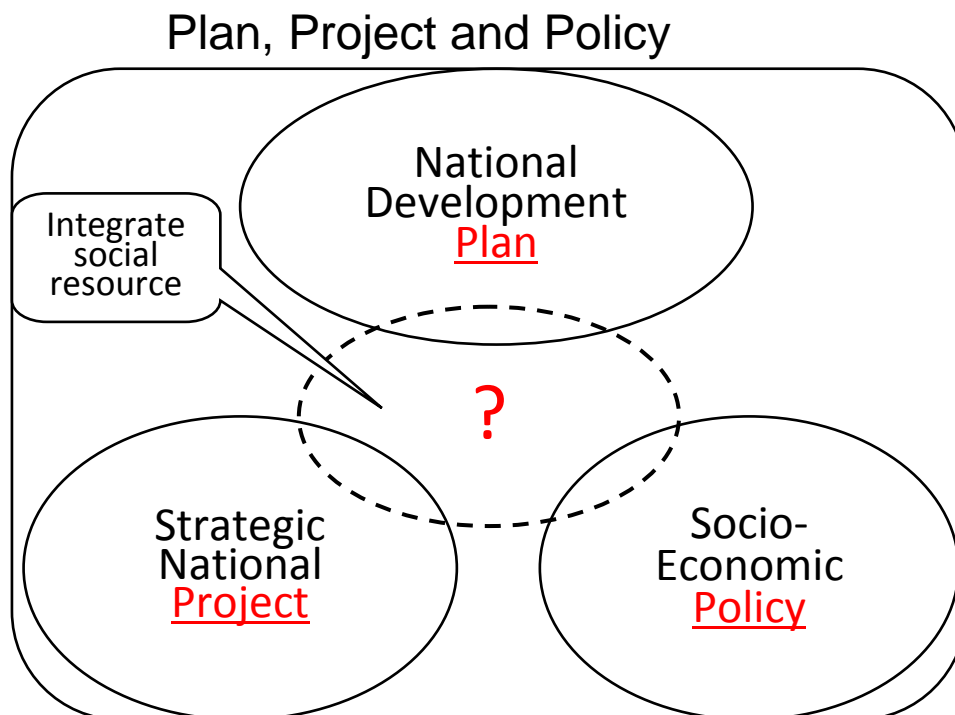 Plan, Project and Policy
National
Development
Plan
Integrate
social
resource
?
Strategic
National
Project
Socio-
Economic
Policy